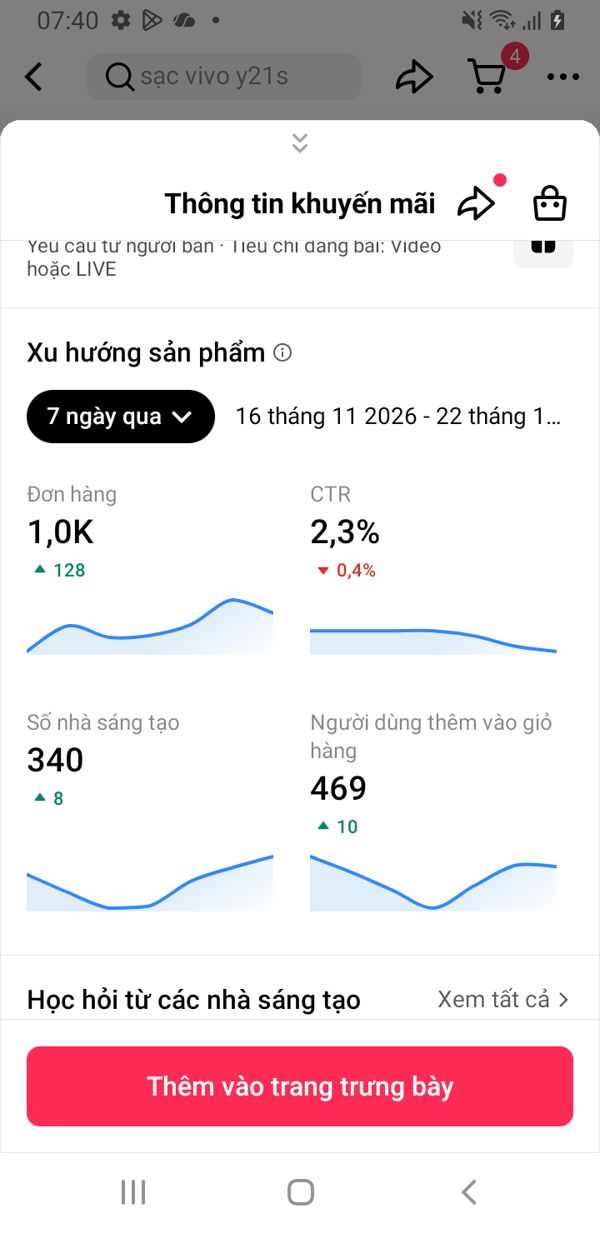 07:40
sạc vivo y21s
4
Thông tin khuyến mãi
Yêu cầu từ người bán · Tiêu chí đăng bài: Video
hoặc LIVE
Xu hướng sản phẩm
7 ngày qua
16 tháng 11 2026 - 22 tháng 1...
Đơn hàng
1,0K
128
CTR
2,3%
0,4%
Số nhà sáng tạo
340
8
Người dùng thêm vào giỏ
hàng
469
10
Học hỏi từ các nhà sáng tạo
Xem tất cả
Thêm vào trang trưng bày